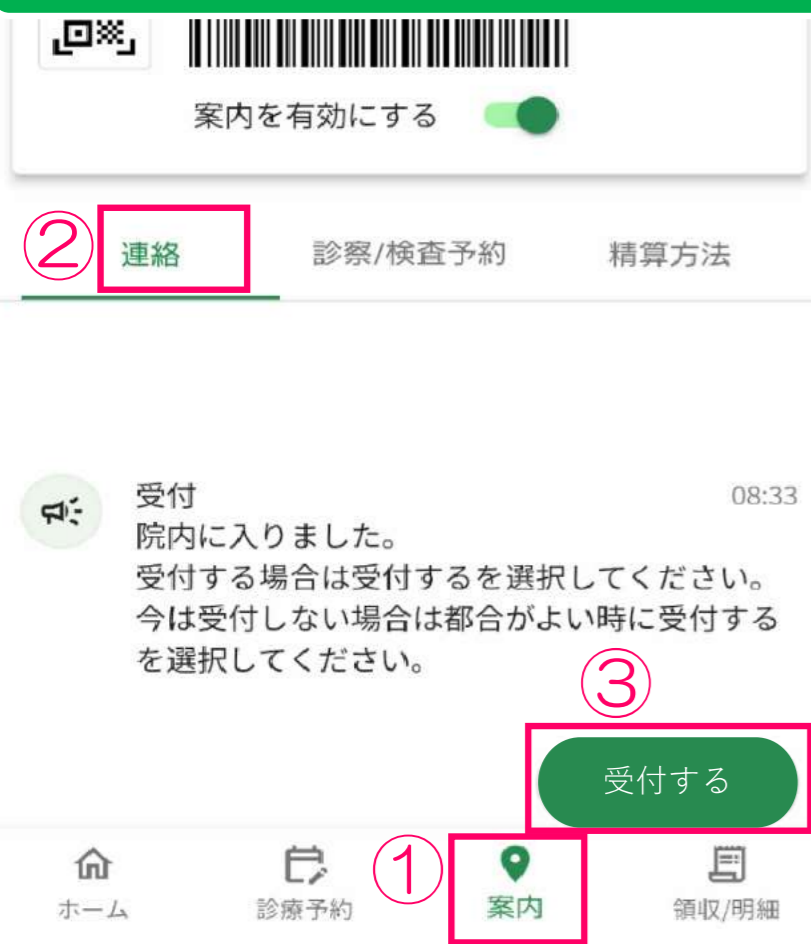 案内を有効にする
② 連絡 診察/検査予約 精算方法
受付 08:33
院内に入りました。
受付する場合は受付するを選択してください。
今は受付しない場合は都合がよい時に受付する
を選択してください。
③
受付する
①
ホーム 診療予約 案内 領収/明細